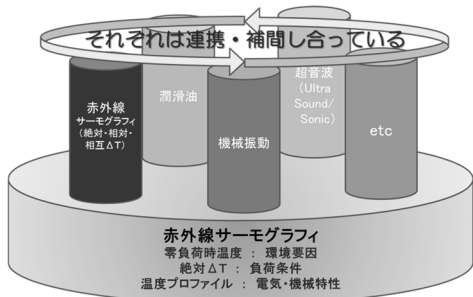 それぞれは連携・補間し合っている
赤外線
サーモグラフィ
(絶対・相対・
相互ΔT)
潤滑油
機械振動
超音波
(Ultra
Sound/
Sonic)
etc
赤外線サーモグラフィ
零負荷時温度 : 環境要因
絶対ΔT : 負荷条件
温度プロファイル : 電気・機械特性